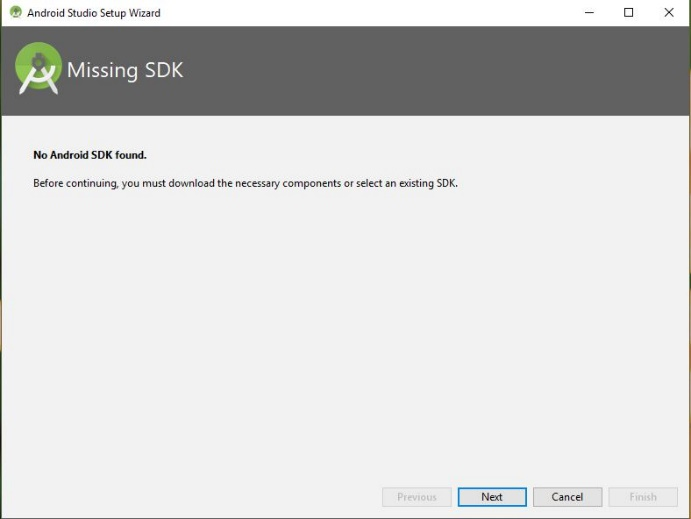 Android Studio Setup Wizard
Missing SDK
No Android SDK found.
Before continuing, you must download the necessary components or select an existing SDK.
Previous Next Cancel Finish